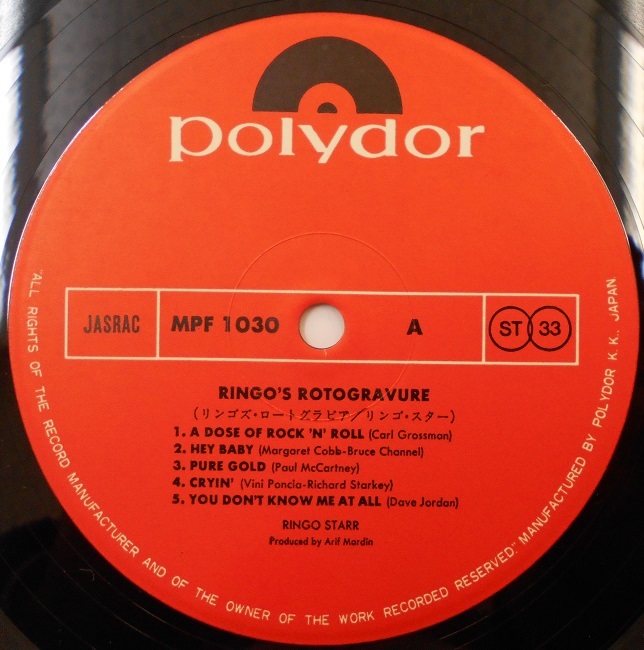 polydor
JASRAC
MPF 1030
A
ST 33
RINGO'S ROTOGRAVURE
(リンゴズ・ロートグラビア/リンゴ・スター)
1. A DOSE OF ROCK 'N' ROLL (Carl Grossman)
2. HEY BABY (Margaret Cobb-Bruce Channel)
3. PURE GOLD (Paul McCartney)
4. CRYIN' (Vini Poncia-Richard Starkey)
5. YOU DON'T KNOW ME AT ALL (Dave Jordan)
RINGO STARR
Produced by Arif Mardin
"ALL RIGHTS OF THE RECORD MANUFACTURER AND OF THE OWNER OF THE WORK RECORDED RESERVED." MANUFACTURED BY POLYDOR K.K., JAPAN